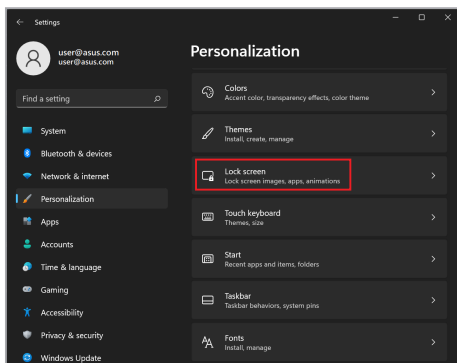 Settings
user@asus.com
user@asus.com
Find a setting
System
Bluetooth & devices
Network & internet
Personalization
Apps
Accounts
Time & language
Gaming
Accessibility
Privacy & security
Windows Update
Personalization
Colors
Accent color, transparency effects, color theme
Themes
Install, create, manage
Lock screen
Lock screen images, apps, animations
Touch keyboard
Themes, size
Start
Recent apps and items, folders
Taskbar
Taskbar behaviors, system pins
Fonts
Install, manage